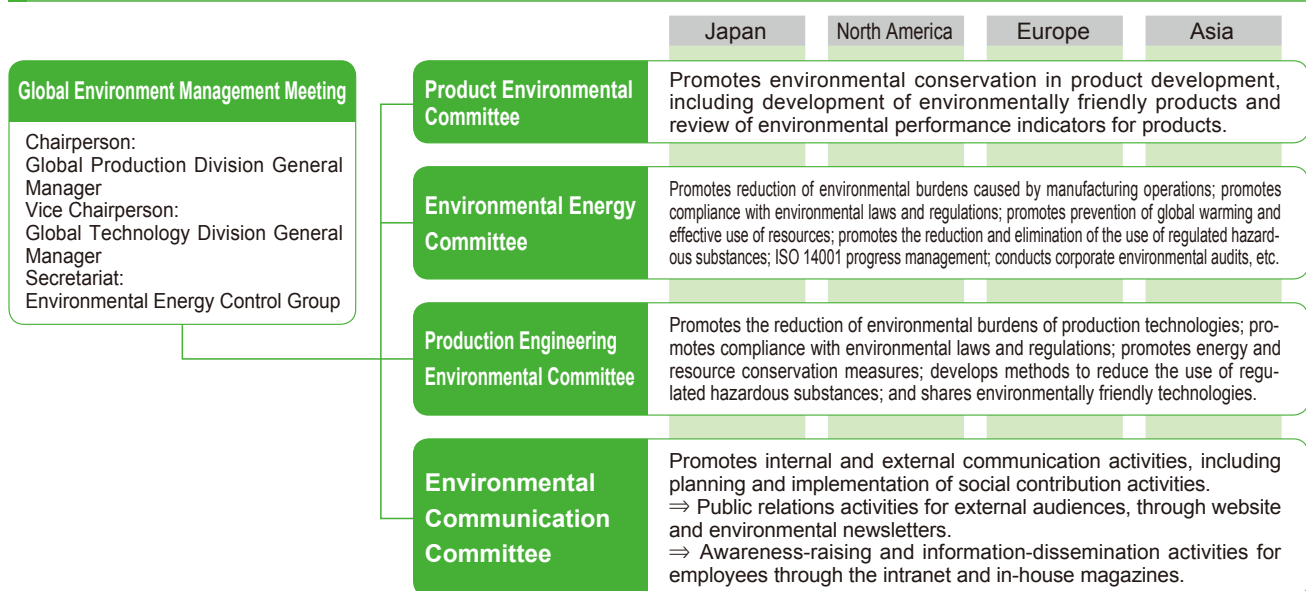 Japan North America Europe Asia
Global Environment Management Meeting
Chairperson:
Global Production Division General
Manager
Vice Chairperson:
Global Technology Division General
Manager
Secretariat:
Environmental Energy Control Group
Product Environmental
Committee
Promotes environmental conservation in product development,
including development of environmentally friendly products and
review of environmental performance indicators for products.
Environmental Energy
Committee
Promotes reduction of environmental burdens caused by manufacturing operations; promotes
compliance with environmental laws and regulations; promotes prevention of global warming and
effective use of resources; promotes the reduction and elimination of the use of regulated hazard-
ous substances; ISO 14001 progress management; conducts corporate environmental audits, etc.
Production Engineering
Environmental Committee
Promotes the reduction of environmental burdens of production technologies; pro-
motes compliance with environmental laws and regulations; promotes energy and
resource conservation measures; develops methods to reduce the use of regu-
lated hazardous substances; and shares environmentally friendly technologies.
Environmental
Communication
Committee
Promotes internal and external communication activities, including
planning and implementation of social contribution activities.
⇒ Public relations activities for external audiences, through website
and environmental newsletters.
⇒ Awareness-raising and information-dissemination activities for
employees through the intranet and in-house magazines.